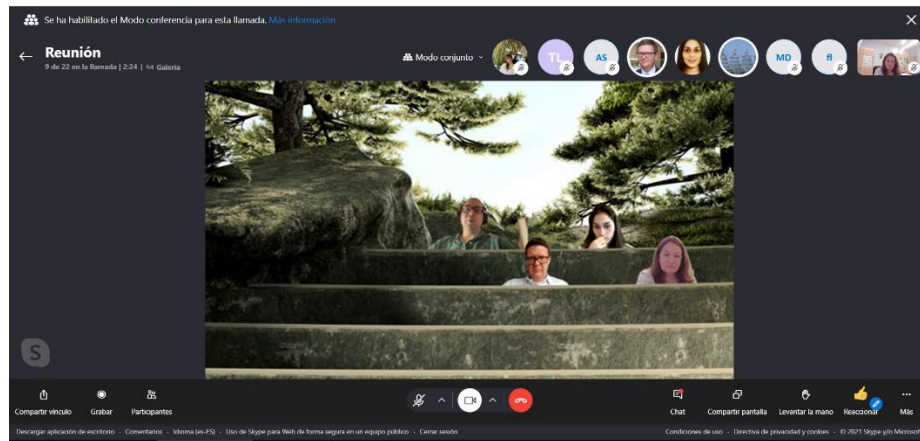 Se ha habilitado el Modo conferencia para esta llamada. Más información
Reunión
9 de 22 en la llamada | 2:24 | Galería
Modo conjunto
TL
AS
MD
fl
S
Compartir vínculo
Grabar
Participantes
Chat
Compartir pantalla
Levantar la mano
Reaccionar
Más
Descargar aplicación de escritorio - Comentarios - Idioma (es-ES) - Uso de Skype para Web de forma segura en un equipo público - Cerrar sesión
Condiciones de uso - Directiva de privacidad y cookies - © 2021 Skype y/o Microsoft